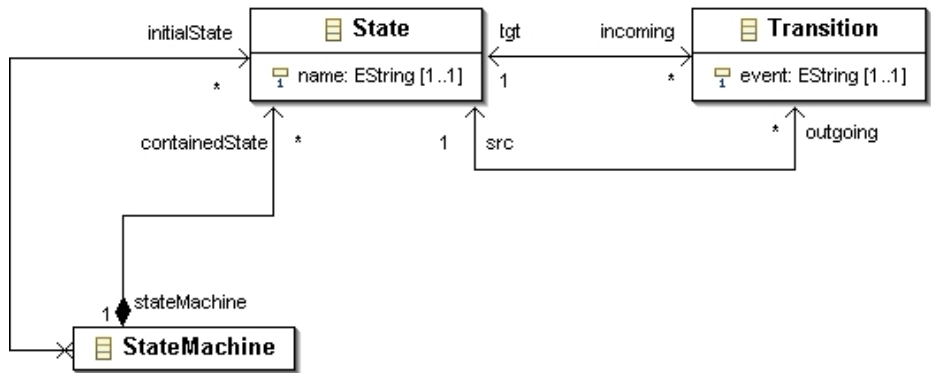 initialState
State
tgt
incoming
Transition
*
name: EString [1..1]
1
*
event: EString [1..1]
containedState
*
1
src
*
outgoing
1
stateMachine
StateMachine